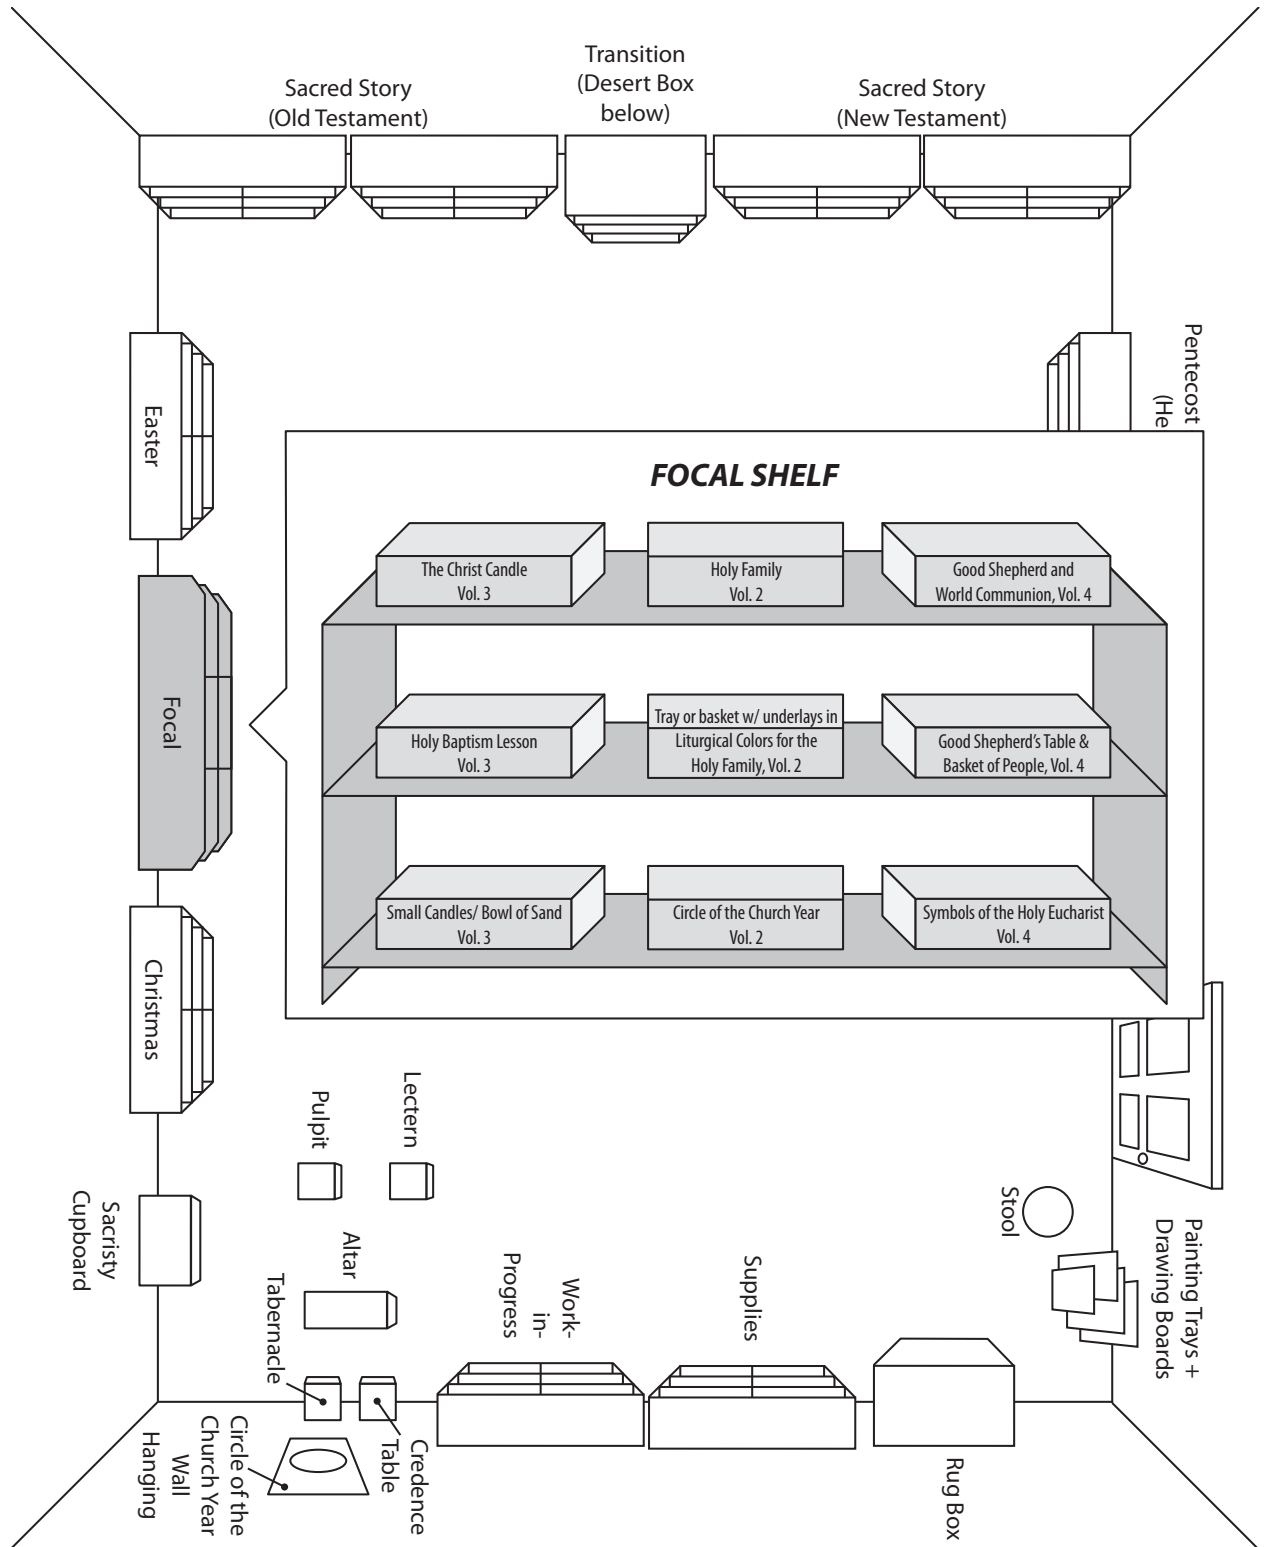 Transition
(Desert Box
below)
Sacred Story
(Old Testament)
Sacred Story
(New Testament)
Easter
Pentecost
(He
FOCAL SHELF
The Christ Candle
Vol. 3
Holy Family
Vol. 2
Good Shepherd and
World Communion, Vol. 4
Focal
Holy Baptism Lesson
Vol. 3
Tray or basket w/ underlays in
Liturgical Colors for the
Holy Family, Vol. 2
Good Shepherd’s Table &
Basket of People, Vol. 4
Small Candles/ Bowl of Sand
Vol. 3
Circle of the Church Year
Vol. 2
Symbols of the Holy Eucharist
Vol. 4
Christmas
Pulpit
Lectern
Sacristy
Cupboard
Altar
Tabernacle
Work-
in-
Progress
Supplies
Stool
Painting Trays +
Drawing Boards
Circle of the
Church Year
Wall
Hanging
Credence
Table
Rug Box